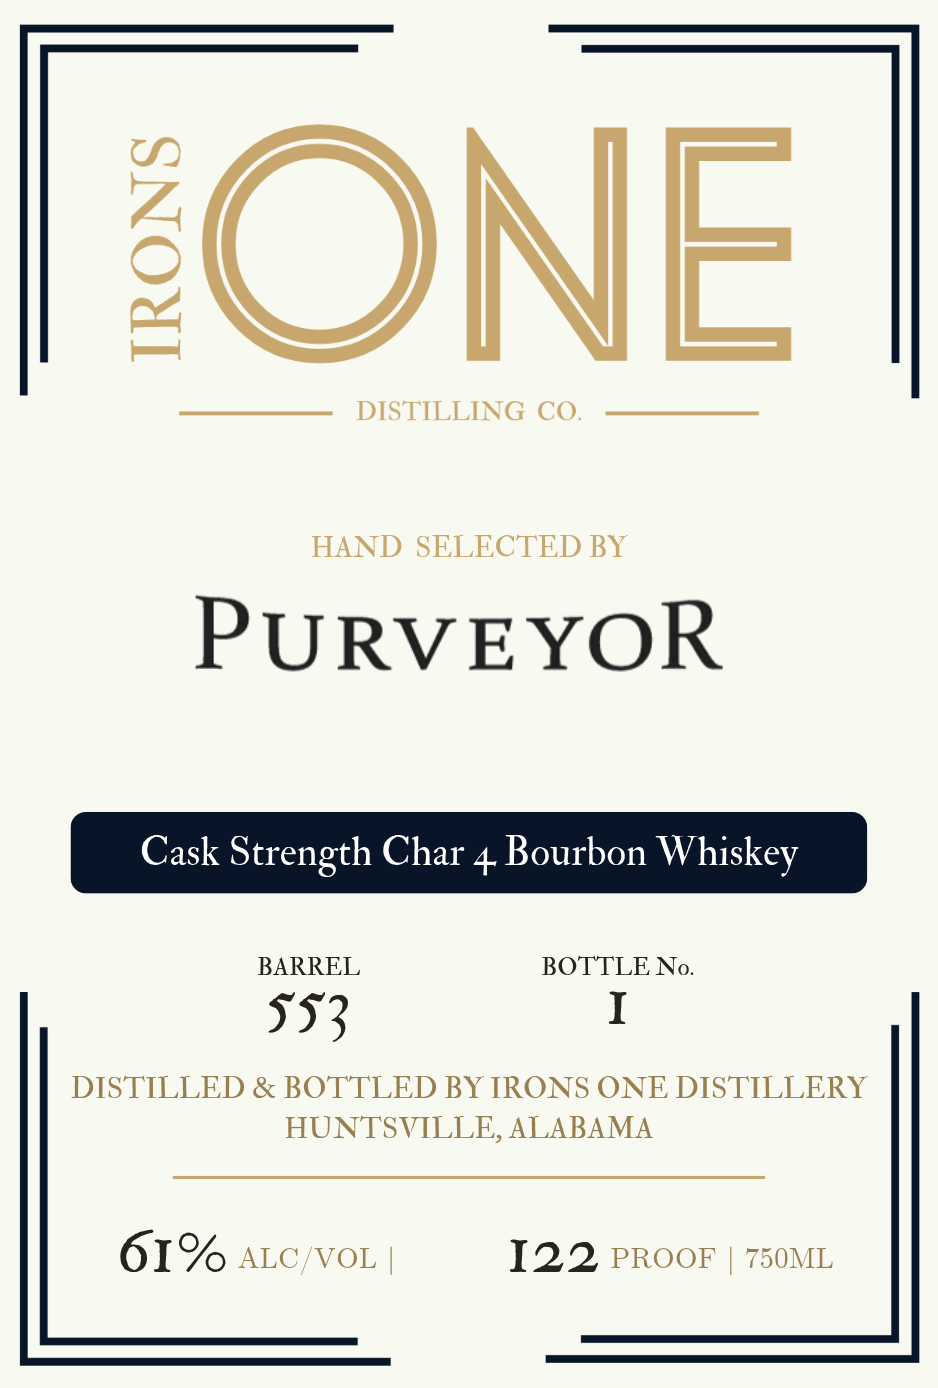 IRONS ONE
DISTILLING CO.
HAND SELECTED BY
PURVEYOR
Cask Strength Char 4 Bourbon Whiskey
BARREL BOTTLE No.
553 1
DISTILLED & BOTTLED BY IRONS ONE DISTILLERY
HUNTSVILLE, ALABAMA
61% ALC/VOL | 122 PROOF | 750ML